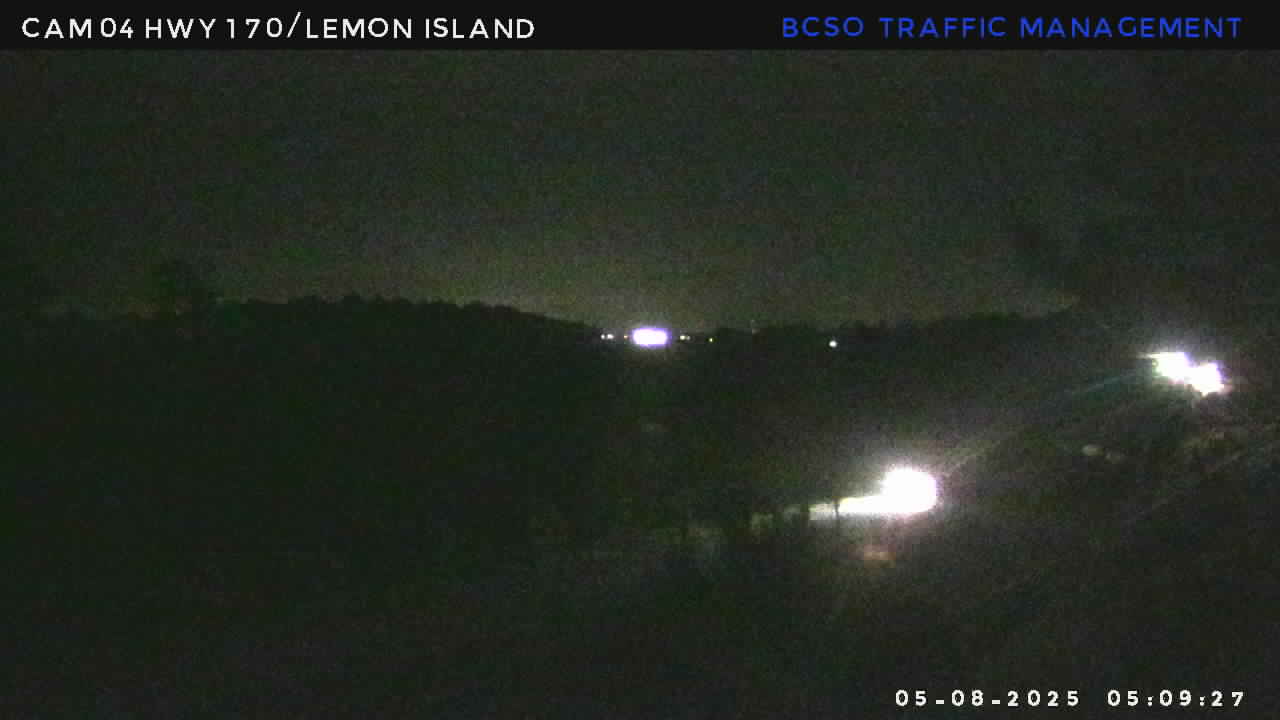 CAM04 HWY 170/LEMON ISLAND
BCSO TRAFFIC MANAGEMENT
05-08-2025 05:09:27